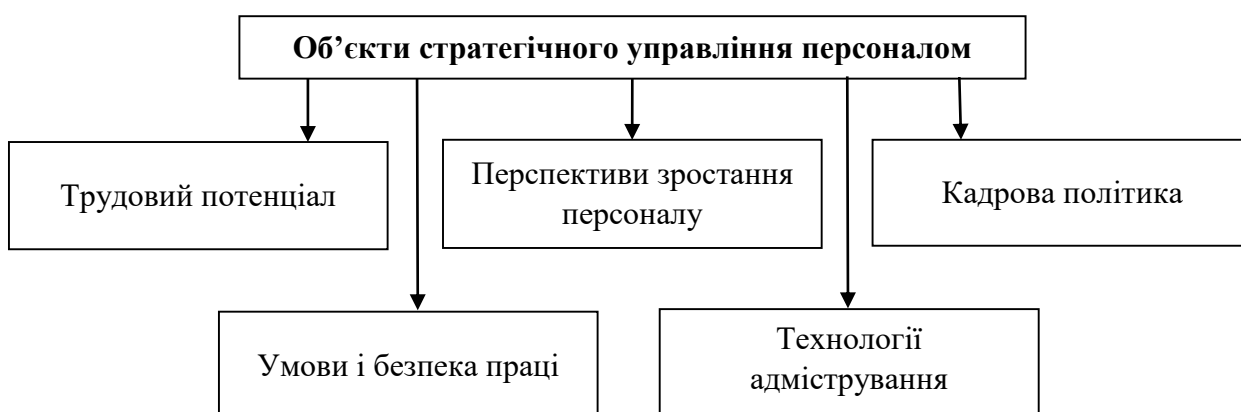 Об’єкти стратегічного управління персоналом
Трудовий потенціал
Перспективи зростання
персоналу
Кадрова політика
Умови і безпека праці
Технології
адмістрування